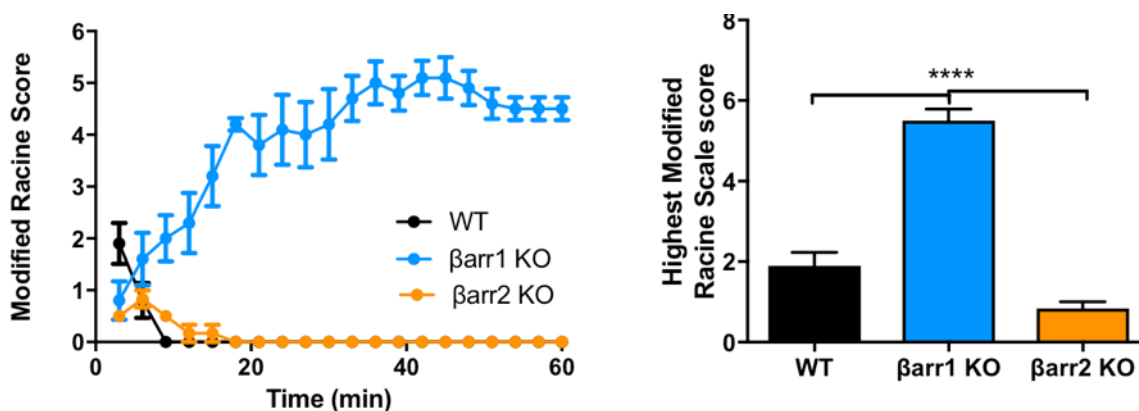 Modified Racine Score
6
5
4
3
2
1
0
0
20
40
60
Time (min)
WT
βarr1 KO
βarr2 KO
Highest Modified
Racine Scale score
8
6
4
2
0
****
WT
βarr1 KO
βarr2 KO